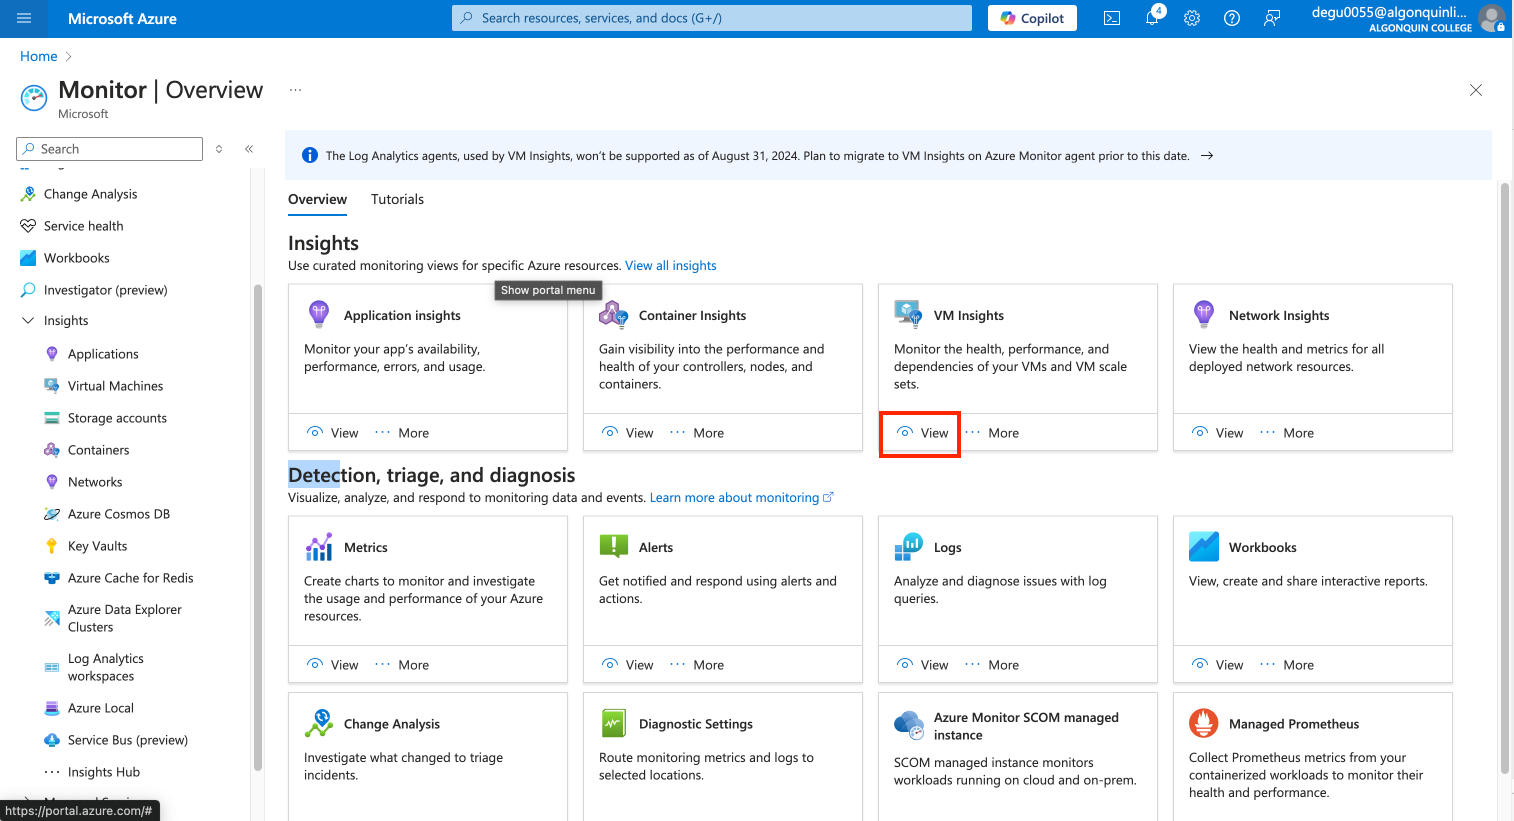 Microsoft Azure
Search resources, services, and docs (G+/)
Copilot
4
degu0055@algonquinli...
ALGONQUIN COLLEGE
Home
Monitor | Overview
...
Microsoft
Search
Change Analysis
Service health
Workbooks
Investigator (preview)
Insights
Applications
Virtual Machines
Storage accounts
Containers
Networks
Azure Cosmos DB
Key Vaults
Azure Cache for Redis
Azure Data Explorer
Clusters
Log Analytics
workspaces
Azure Local
Service Bus (preview)
Insights Hub
https://portal.azure.com/#
The Log Analytics agents, used by VM Insights, won't be supported as of August 31, 2024. Plan to migrate to VM Insights on Azure Monitor agent prior to this date.
Overview
Tutorials
Insights
Use curated monitoring views for specific Azure resources. View all insights
Show portal menu
Application insights
Monitor your app's availability,
performance, errors, and usage.
View
More
Container Insights
Gain visibility into the performance and
health of your controllers, nodes, and
containers.
View
More
VM Insights
Monitor the health, performance, and
dependencies of your VMs and VM scale
sets.
View
More
Network Insights
View the health and metrics for all
deployed network resources.
View
More
Detection, triage, and diagnosis
Visualize, analyze, and respond to monitoring data and events. Learn more about monitoring
Metrics
Create charts to monitor and investigate
the usage and performance of your Azure
resources.
View
More
Alerts
Get notified and respond using alerts and
actions.
View
More
Logs
Analyze and diagnose issues with log
queries.
View
More
Workbooks
View, create and share interactive reports.
View
More
Change Analysis
Investigate what changed to triage
incidents.
Diagnostic Settings
Route monitoring metrics and logs to
selected locations.
Azure Monitor SCOM managed
instance
SCOM managed instance monitors
workloads running on cloud and on-prem.
Managed Prometheus
Collect Prometheus metrics from your
containerized workloads to monitor their
health and performance.